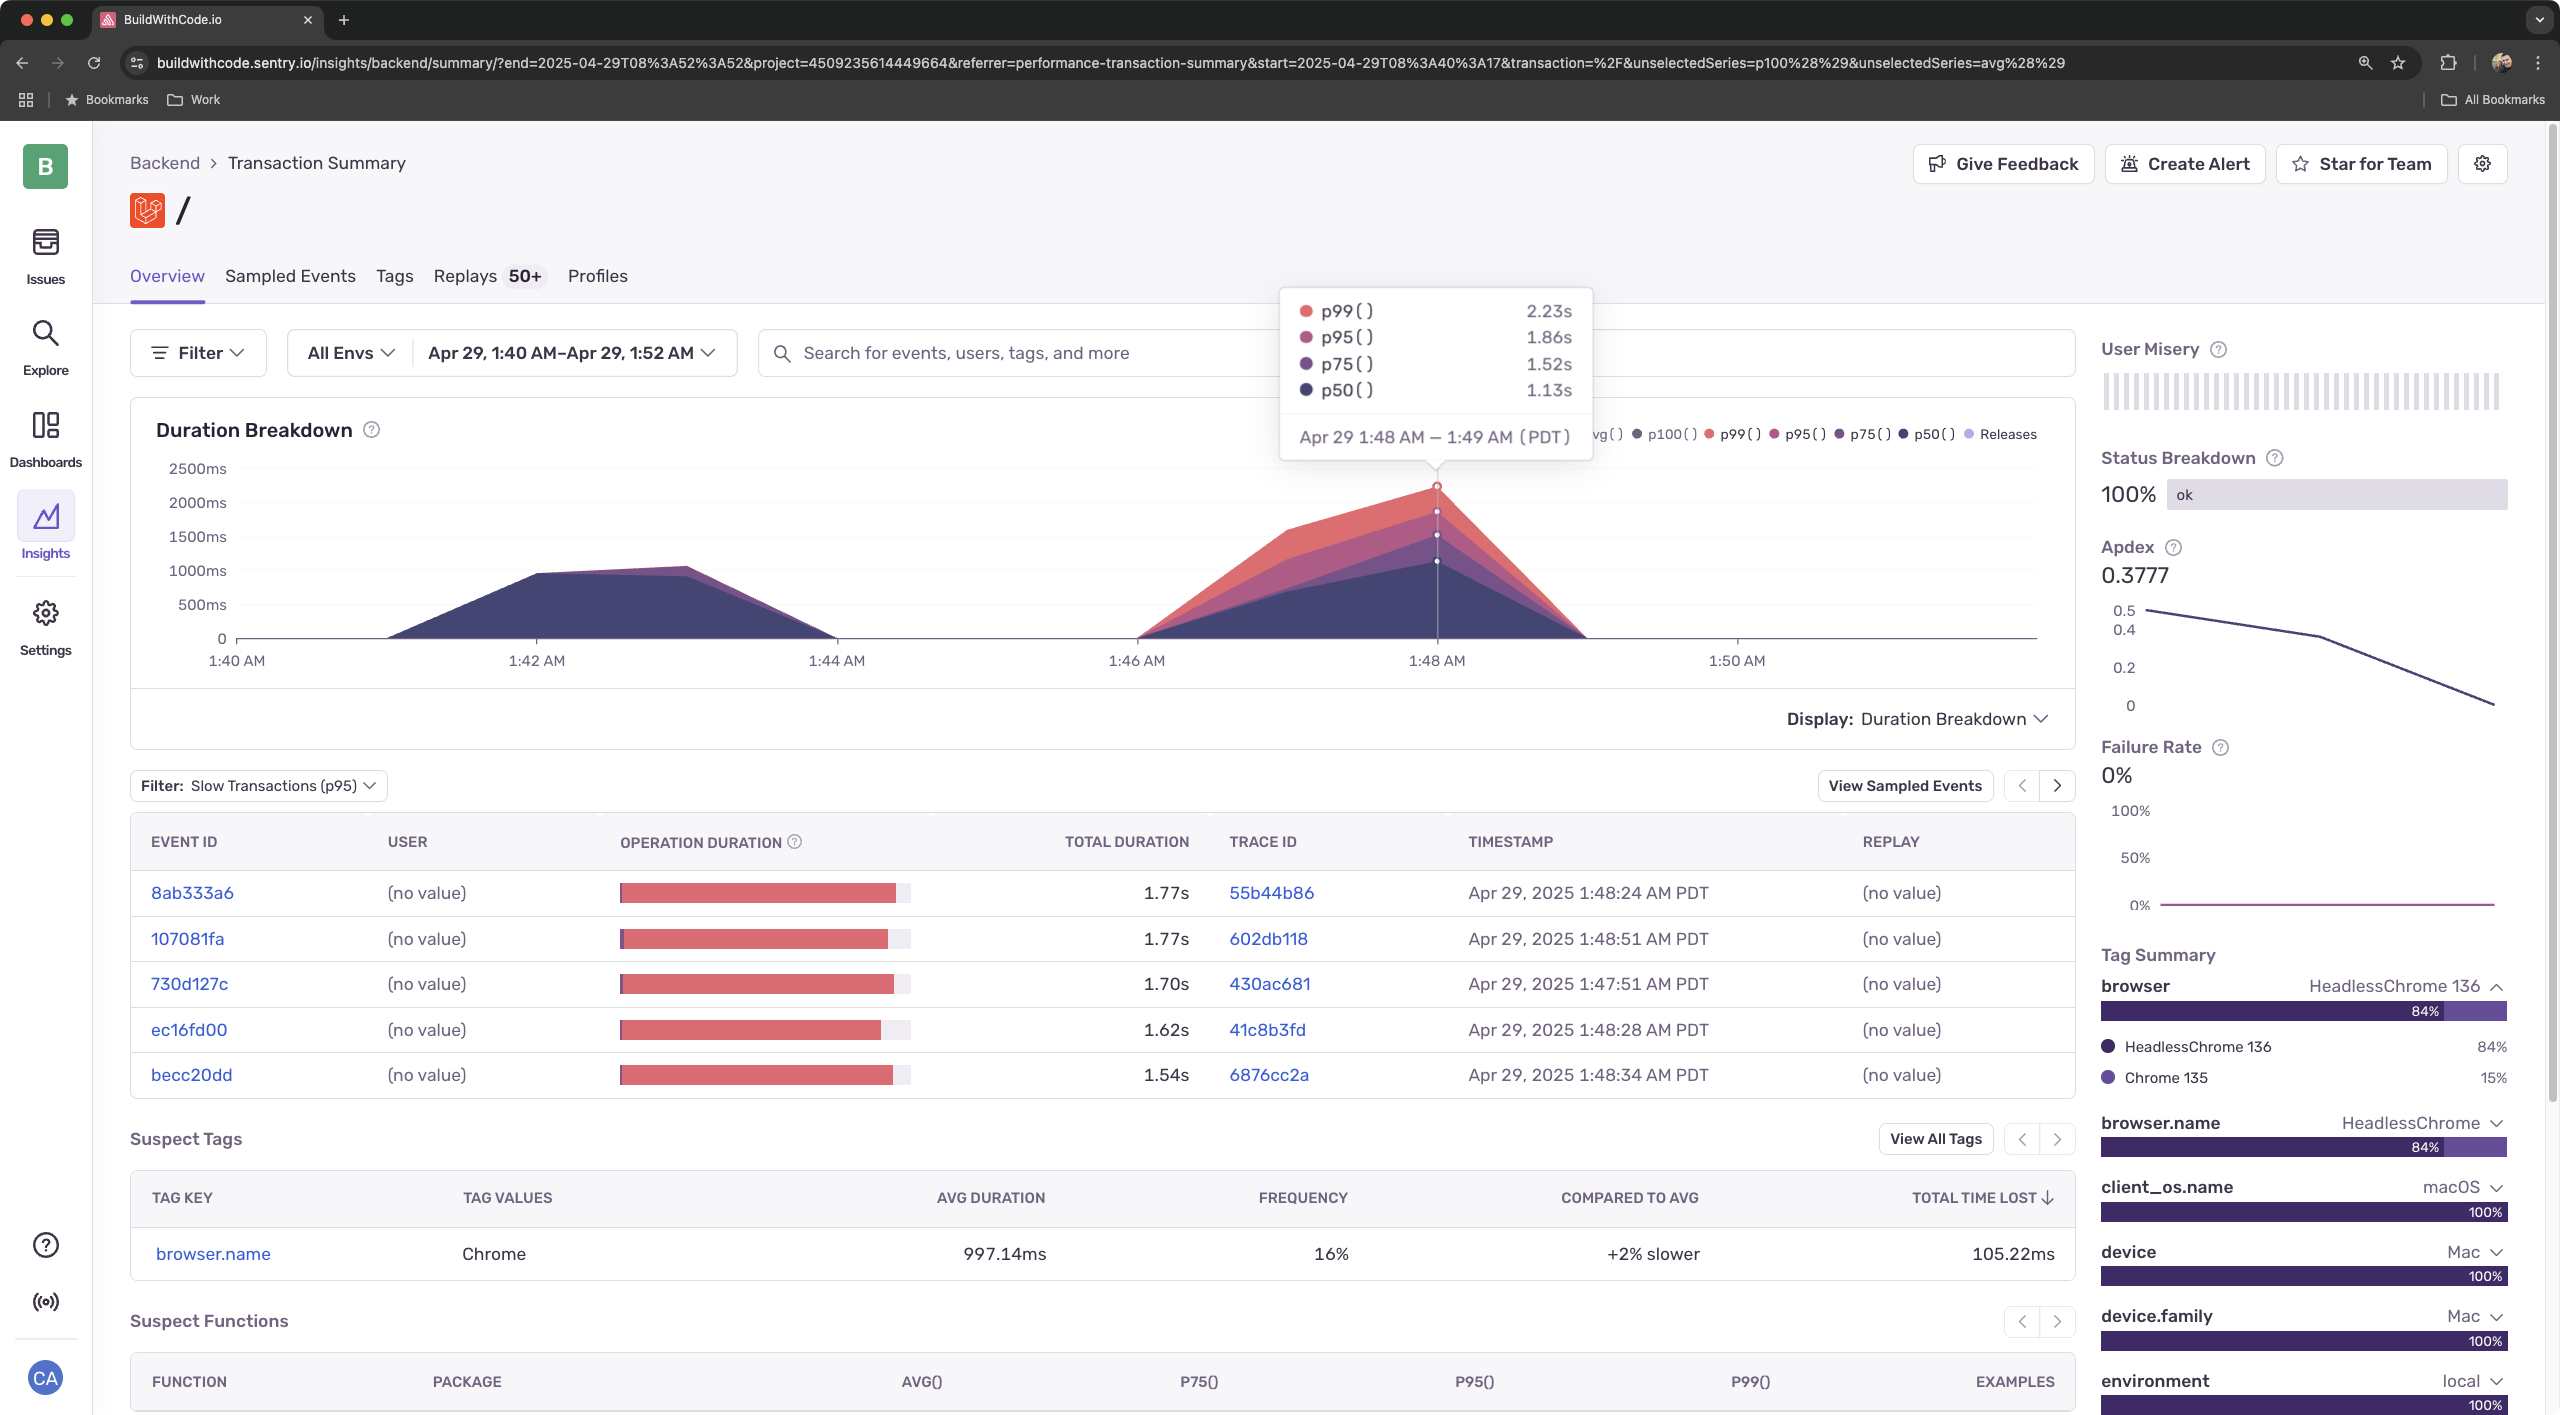 BuildWithCode.io
buildwithcode.sentry.io/insights/backend/summary/?end=2025-04-29T08%3A52%3A52&project=4509235614449664&referrer=performance-transaction-summary&start=2025-04-29T08%3A40%3A17&transaction=%2F&unselectedSeries=p100%28%29&unselectedSeries=avg%28%29
Bookmarks Work All Bookmarks
B
Issues
Explore
Dashboards
Insights
Settings
CA
Backend > Transaction Summary
Give Feedback Create Alert Star for Team
/
Overview Sampled Events Tags Replays 50+ Profiles
Filter All Envs Apr 29, 1:40 AM–Apr 29, 1:52 AM Search for events, users, tags, and more
p99() 2.23s
p95() 1.86s
p75() 1.52s
p50() 1.13s
Apr 29 1:48 AM — 1:49 AM (PDT)
Duration Breakdown
vg() p100() p99() p95() p75() p50() Releases
2500ms
2000ms
1500ms
1000ms
500ms
0
1:40 AM 1:42 AM 1:44 AM 1:46 AM 1:48 AM 1:50 AM
Display: Duration Breakdown
Filter: Slow Transactions (p95) View Sampled Events
EVENT ID USER OPERATION DURATION TOTAL DURATION TRACE ID TIMESTAMP REPLAY
8ab333a6 (no value) 1.77s 55b44b86 Apr 29, 2025 1:48:24 AM PDT (no value)
107081fa (no value) 1.77s 602db118 Apr 29, 2025 1:48:51 AM PDT (no value)
730d127c (no value) 1.70s 430ac681 Apr 29, 2025 1:47:51 AM PDT (no value)
ec16fd00 (no value) 1.62s 41c8b3fd Apr 29, 2025 1:48:28 AM PDT (no value)
becc20dd (no value) 1.54s 6876cc2a Apr 29, 2025 1:48:34 AM PDT (no value)
Suspect Tags View All Tags
TAG KEY TAG VALUES AVG DURATION FREQUENCY COMPARED TO AVG TOTAL TIME LOST
browser.name Chrome 997.14ms 16% +2% slower 105.22ms
Suspect Functions
FUNCTION PACKAGE AVG() P75() P95() P99() EXAMPLES
User Misery
Status Breakdown
100% ok
Apdex
0.3777
0.5
0.4
0.2
0
Failure Rate
0%
100%
50%
0%
Tag Summary
browser HeadlessChrome 136
84%
HeadlessChrome 136 84%
Chrome 135 15%
browser.name HeadlessChrome
84%
client_os.name macOS
100%
device Mac
100%
device.family Mac
100%
environment local
100%